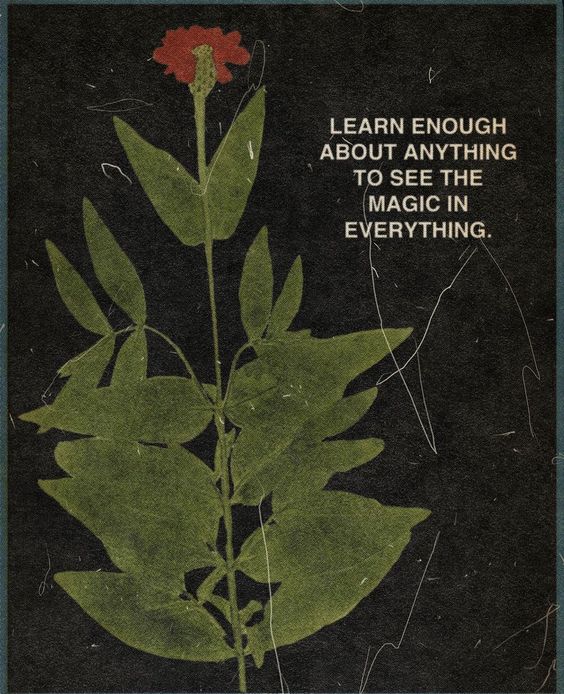 LEARN ENOUGH
ABOUT ANYTHING
TO SEE THE
MAGIC IN
EVERYTHING.